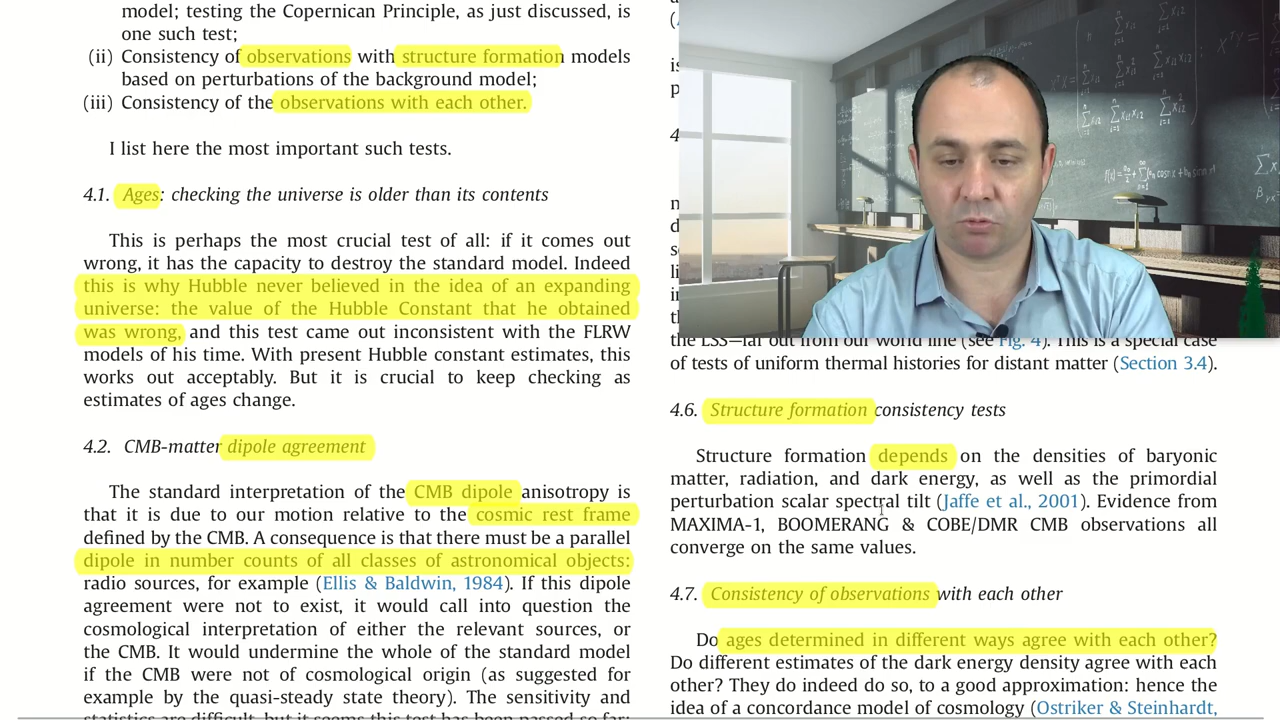 model; testing the Copernican Principle, as just discussed, is
one such test;
(ii) Consistency of observations with structure formation models
based on perturbations of the background model;
(iii) Consistency of the observations with each other.
I list here the most important such tests.
4.1. Ages: checking the universe is older than its contents
This is perhaps the most crucial test of all: if it comes out
wrong, it has the capacity to destroy the standard model. Indeed
this is why Hubble never believed in the idea of an expanding
universe: the value of the Hubble Constant that he obtained
was wrong, and this test came out inconsistent with the FLRW
models of his time. With present Hubble constant estimates, this
works out acceptably. But it is crucial to keep checking as
estimates of ages change.
4.2. CMB-matter dipole agreement
The standard interpretation of the CMB dipole anisotropy is
that it is due to our motion relative to the cosmic rest frame
defined by the CMB. A consequence is that there must be a parallel
dipole in number counts of all classes of astronomical objects:
radio sources, for example (Ellis & Baldwin, 1984). If this dipole
agreement were not to exist, it would call into question the
cosmological interpretation of either the relevant sources, or
the CMB. It would undermine the whole of the standard model
if the CMB were not of cosmological origin (as suggested for
example by the quasi-steady state theory). The sensitivity and
statistics are difficult, but it seems this test has been passed so far:
the LSS—far out from our world line (see Fig. 4). This is a special case
of tests of uniform thermal histories for distant matter (Section 3.4).
4.6. Structure formation consistency tests
Structure formation depends on the densities of baryonic
matter, radiation, and dark energy, as well as the primordial
perturbation scalar spectral tilt (Jaffe et al., 2001). Evidence from
MAXIMA-1, BOOMERANG & COBE/DMR CMB observations all
converge on the same values.
4.7. Consistency of observations with each other
Do ages determined in different ways agree with each other?
Do different estimates of the dark energy density agree with each
other? They do indeed do so, to a good approximation: hence the
idea of a concordance model of cosmology (Ostriker & Steinhardt,